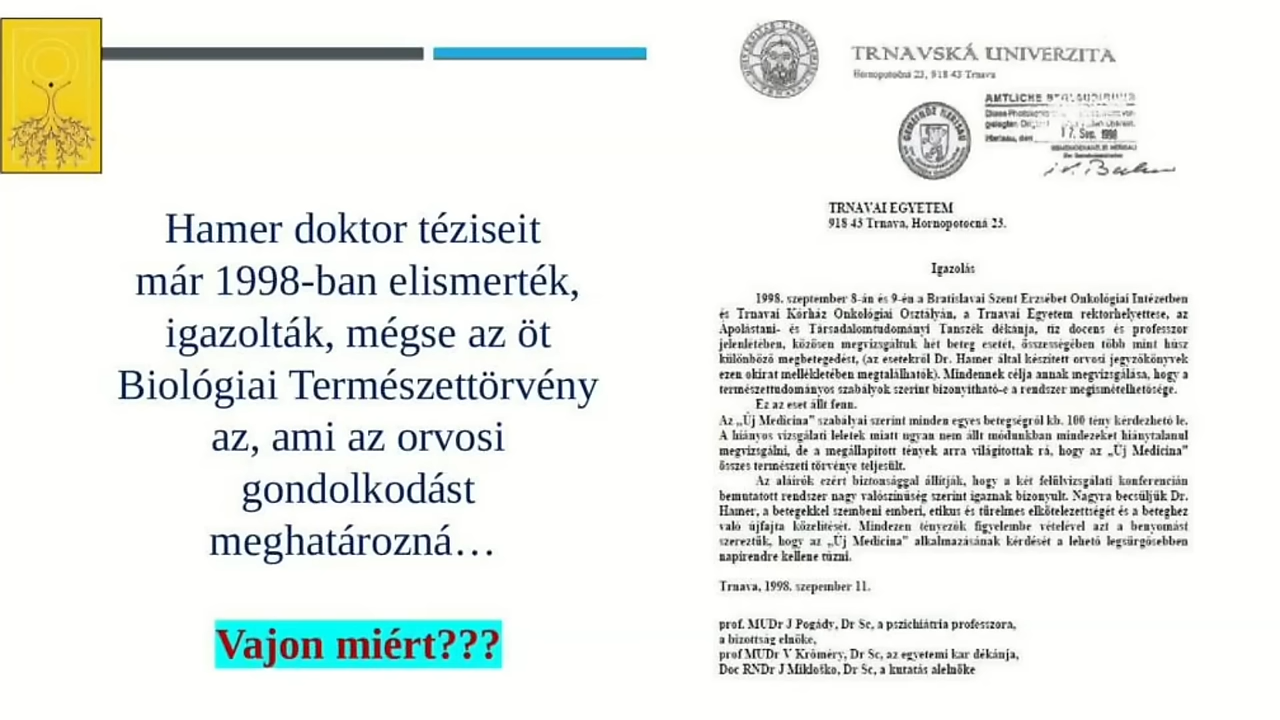 Hamer doktor téziseit
már 1998-ban elismerték,
igazolták, mégse az öt
Biológiai Természettörvény
az, ami az orvosi
gondolkodást
meghatározná…
Vajon miért???
TRNAVSKÁ UNIVERZITA
Hornopotočná 23, 918 43 Trnava
AMTLICHE
17. Sep. 1998
TRNAVAI EGYETEM
918 43 Trnava, Hornopotocná 23.
Igazolás
1998. szeptember 8-án és 9-én a Bratislavai Szent Erzsébet Onkológiai Intézetben
és Trnavai Kórház Onkológiai Osztályán, a Trnavai Egyetem rektorhelyettese, az
Ápolástani- és Társadalomtudományi Tanszék dékánja, tíz docens és professzor
jelenlétében, közösen megvizsgáltuk hét beteg esetét, összességében több mint húsz
különböző megbetegedést, (az esetekről Dr. Hamer által készített orvosi jegyzőkönyvek
ezen okirat mellékletében megtalálhatók). Mindennek célja annak megvizsgálása, hogy a
természettudományos szabályok szerint bizonyítható-e a rendszer megismételhetősége.
Ez az eset állt fenn.
Az „Új Medicina” szabályai szerint minden egyes betegségről kb. 100 tény kérdezhető le.
A hiányos vizsgálati leletek miatt ugyan nem állt módunkban mindezeket hiánytalanul
megvizsgálni, de a megállapított tények arra világítottak rá, hogy az „Új Medicina”
összes természeti törvénye teljesült.
Az aláírók ezért biztonsággal állítják, hogy a két felülvizsgálati konferencián
bemutatott rendszer nagy valószínűség szerint igaznak bizonyult. Nagyra becsüljük Dr.
Hamer, a betegekkel szembeni emberi, etikus és türelmes elkötelezettségét és a beteghez
való újfajta közelítését. Mindezen tényezők figyelembe vételével azt a benyomást
szereztük, hogy az „Új Medicina” alkalmazásának kérdését a lehető legsürgősebben
napirendre kellene tűzni.
Trnava, 1998. szepember 11.
prof. MUDr J Pogády, Dr Sc, a pszichiátria professzora,
a bizottság elnöke,
prof MUDr V Krčméry, Dr Sc, az egyetemi kar dékánja,
Doc RNDr J Mikloško, Dr Sc, a kutatás alelnöke